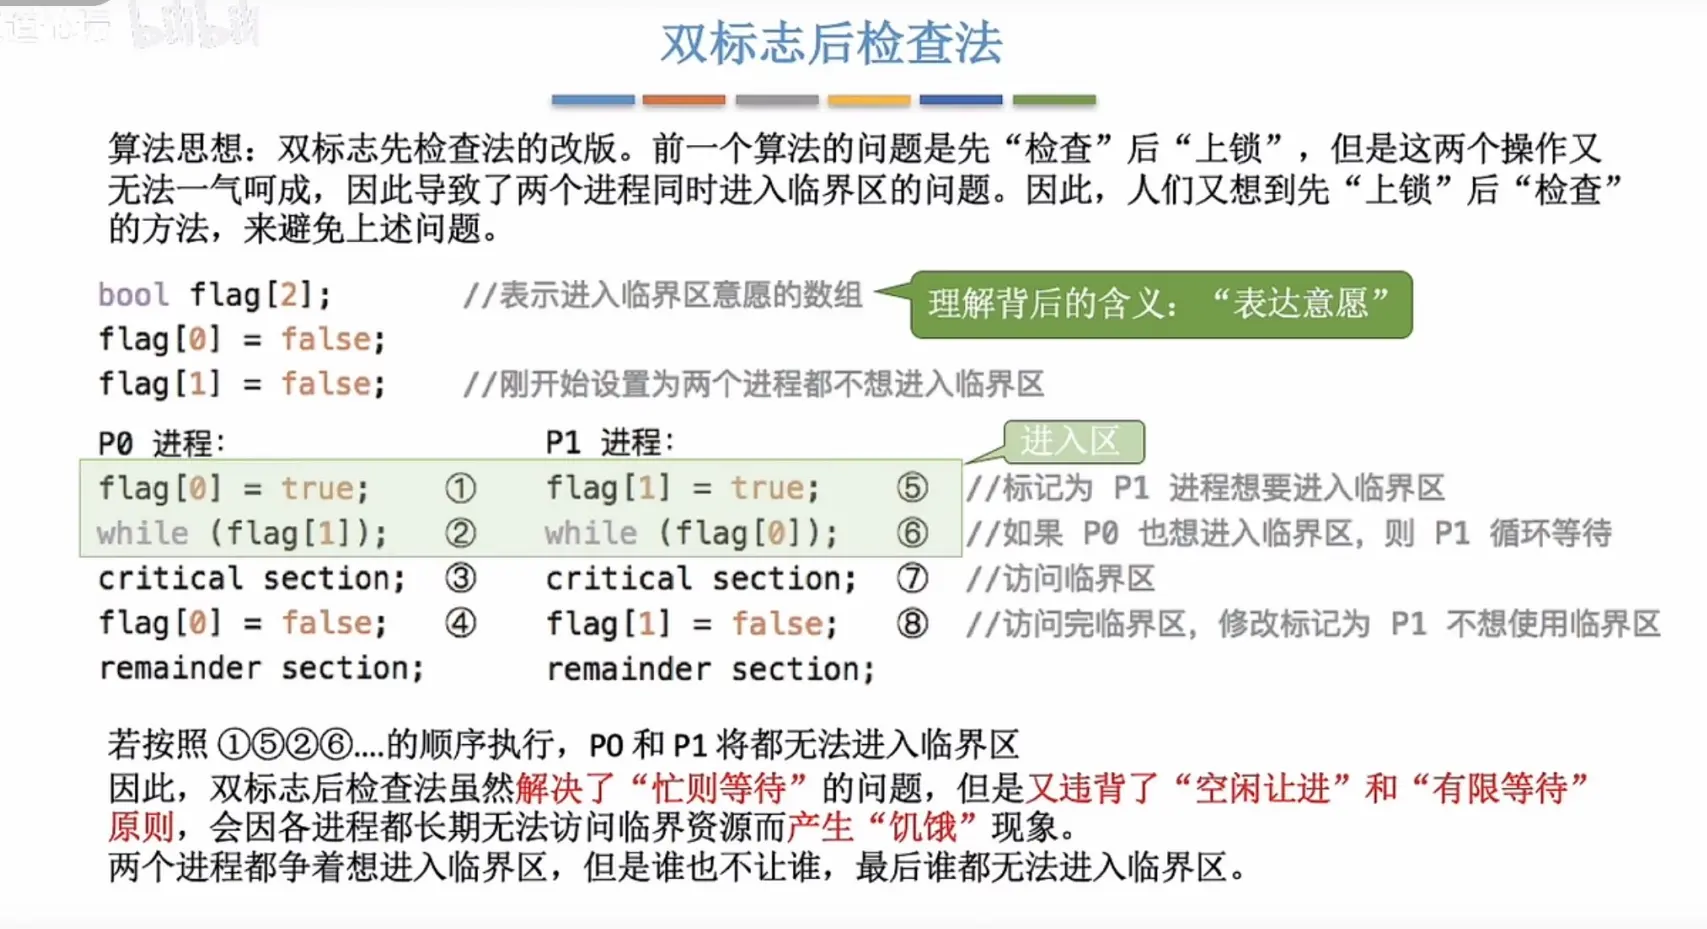 bilibili
双标志后检查法
算法思想：双标志先检查法的改版。前一个算法的问题是先“检查”后“上锁”，但是这两个操作又
无法一气呵成，因此导致了两个进程同时进入临界区的问题。因此，人们又想到先“上锁”后“检查”
的方法，来避免上述问题。
bool flag[2]; //表示进入临界区意愿的数组
理解背后的含义：“表达意愿”
flag[0] = false;
flag[1] = false; //刚开始设置为两个进程都不想进入临界区
P0 进程： P1 进程：
进入区
flag[0] = true; ① flag[1] = true; ⑤ //标记为 P1 进程想要进入临界区
while (flag[1]); ② while (flag[0]); ⑥ //如果 P0 也想进入临界区，则 P1 循环等待
critical section; ③ critical section; ⑦ //访问临界区
flag[0] = false; ④ flag[1] = false; ⑧ //访问完临界区，修改标记为 P1 不想使用临界区
remainder section; remainder section;
若按照 ①⑤②⑥....的顺序执行，P0 和 P1 将都无法进入临界区
因此，双标志后检查法虽然解决了“忙则等待”的问题，但是又违背了“空闲让进”和“有限等待”
原则，会因各进程都长期无法访问临界资源而产生“饥饿”现象。
两个进程都争着想进入临界区，但是谁也不让谁，最后谁都无法进入临界区。